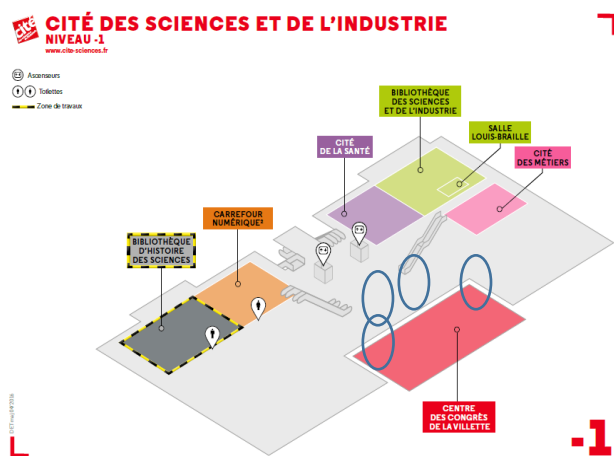 cité
CITÉ DES SCIENCES ET DE L'INDUSTRIE
NIVEAU -1
www.cite-sciences.fr
Ascenseurs
Toilettes
Zone de travaux
BIBLIOTHÈQUE
DES SCIENCES
ET DE L'INDUSTRIE
SALLE
LOUIS-BRAILLE
CITÉ
DES MÉTIERS
CITÉ
DE LA SANTÉ
CARREFOUR
NUMÉRIQUE²
BIBLIOTHÈQUE
D'HISTOIRE
DES SCIENCES
CENTRE
DES CONGRÈS
DE LA VILLETTE
-1